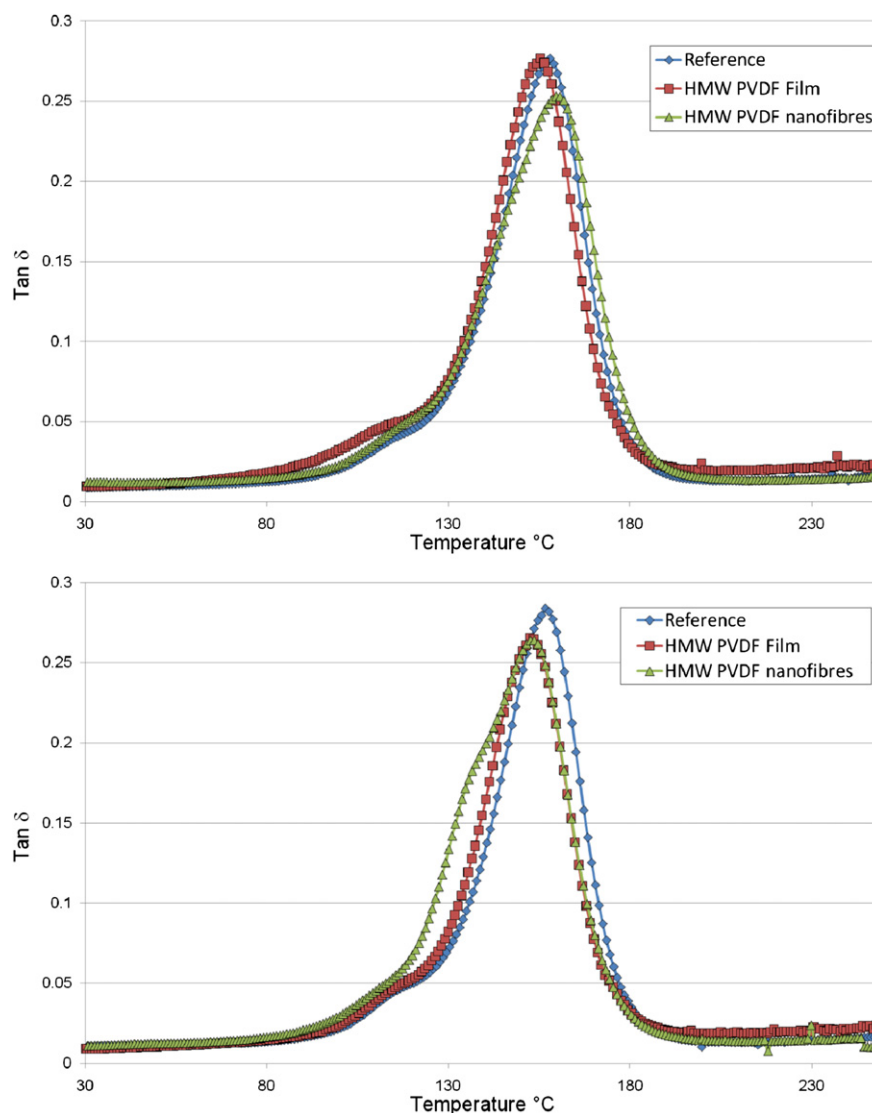 0.3
Reference
HMW PVDF Film
HMW PVDF nanofibres
0.25
0.2
0.15
Tan δ
0.1
0.05
0
30 80 130 180 230
Temperature °C
0.3
Reference
HMW PVDF Film
HMW PVDF nanofibres
0.25
0.2
0.15
Tan δ
0.1
0.05
0
30 80 130 180 230
Temperature °C